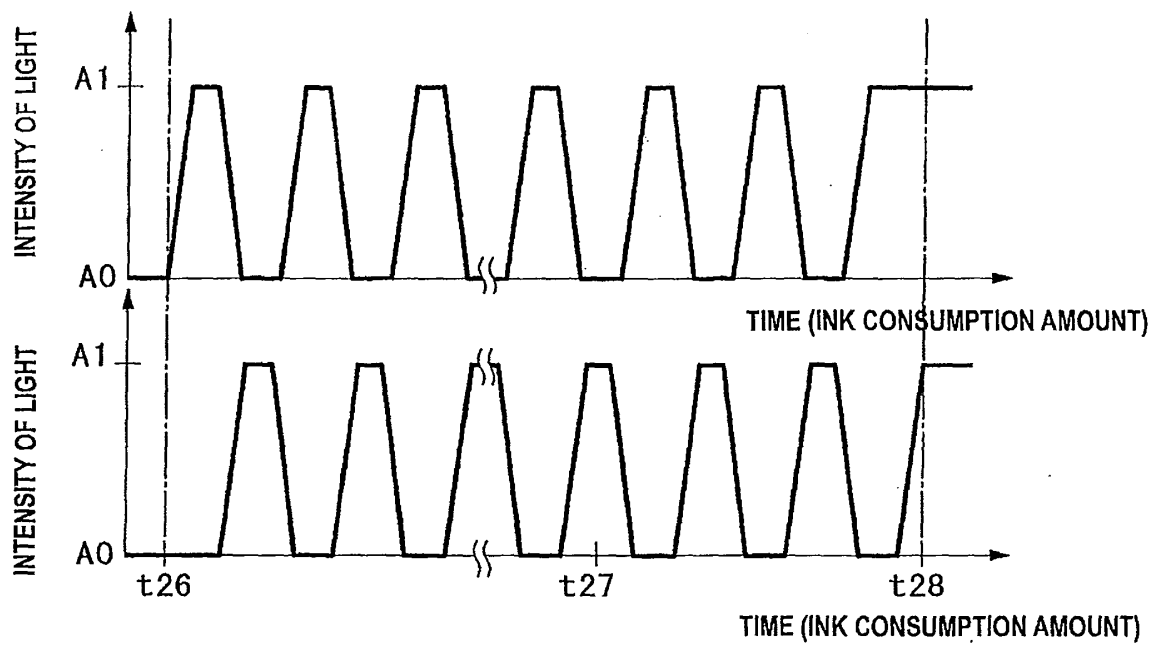 INTENSITY OF LIGHT
A1
A0
TIME (INK CONSUMPTION AMOUNT)
INTENSITY OF LIGHT
A1
A0
t26
t27
t28
TIME (INK CONSUMPTION AMOUNT)